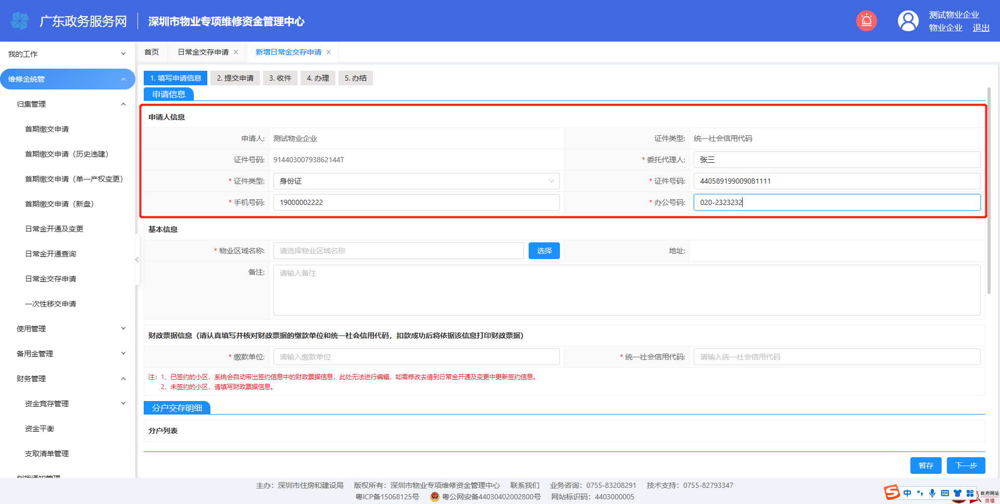 广东政务服务网
深圳市物业专项维修资金管理中心
测试物业企业
物业企业 退出
我的工作
维修金统管
归集管理
首期缴交申请
首期缴交申请（历史违建）
首期缴交申请（单一产权变更）
首期缴交申请（新盘）
日常金开通及变更
日常金开通查询
日常金交存申请
一次性移交申请
使用管理
备用金管理
财务管理
资金竞存管理
资金平衡
支取清单管理
首页 日常金交存申请 新增日常金交存申请
1. 填写申请信息 2. 提交申请 3. 收件 4. 办理 5. 办结
申请信息
申请人信息
申请人: 测试物业企业 证件类型: 统一社会信用代码
证件号码: 91440300793862144T * 委托代理人: 张三
* 证件类型: 身份证 * 证件号码: 440589199009081111
* 手机号码: 19000002222 * 办公号码: 020-2323232
基本信息
* 物业区域名称: 请选择物业区域名称 选择 地址:
备注: 请输入备注
财政票据信息（请认真填写并核对财政票据的缴款单位和统一社会信用代码，扣款成功后将依据该信息打印财政票据）
* 缴款单位: 请输入缴款单位 * 统一社会信用代码: 请输入统一社会信用代码
注：1、已签约的小区，系统会自动带出签约信息中的财政票据信息，此处无法进行编辑，如需修改去请到日常金开通及变更中更新签约信息。
2、未签约的小区，请填写财政票据信息。
分户交存明细
分户列表
暂存 下一步
主办：深圳市住房和建设局 版权所有：深圳市物业专项维修资金管理中心 联系我们 业务咨询：0755-83208291 技术支持：0755-82793347
粤ICP备15068125号 粤公网安备44030402002800号 网站标识码：4403000005
中
政府网站
找错